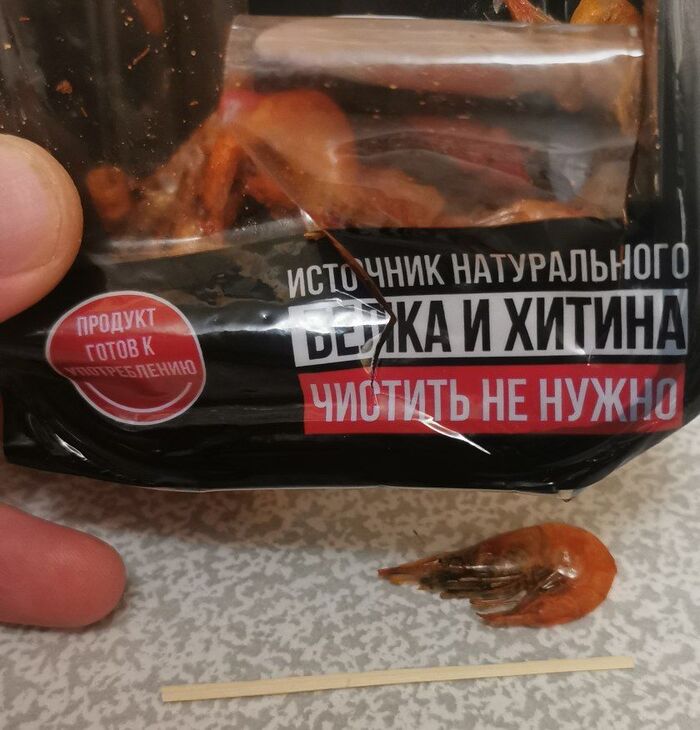 ИСТОЧНИК НАТУРАЛЬНОГО
БЕЛКА И ХИТИНА
ЧИСТИТЬ НЕ НУЖНО
ПРОДУКТ
ГОТОВ К
УПОТРЕБЛЕНИЮ